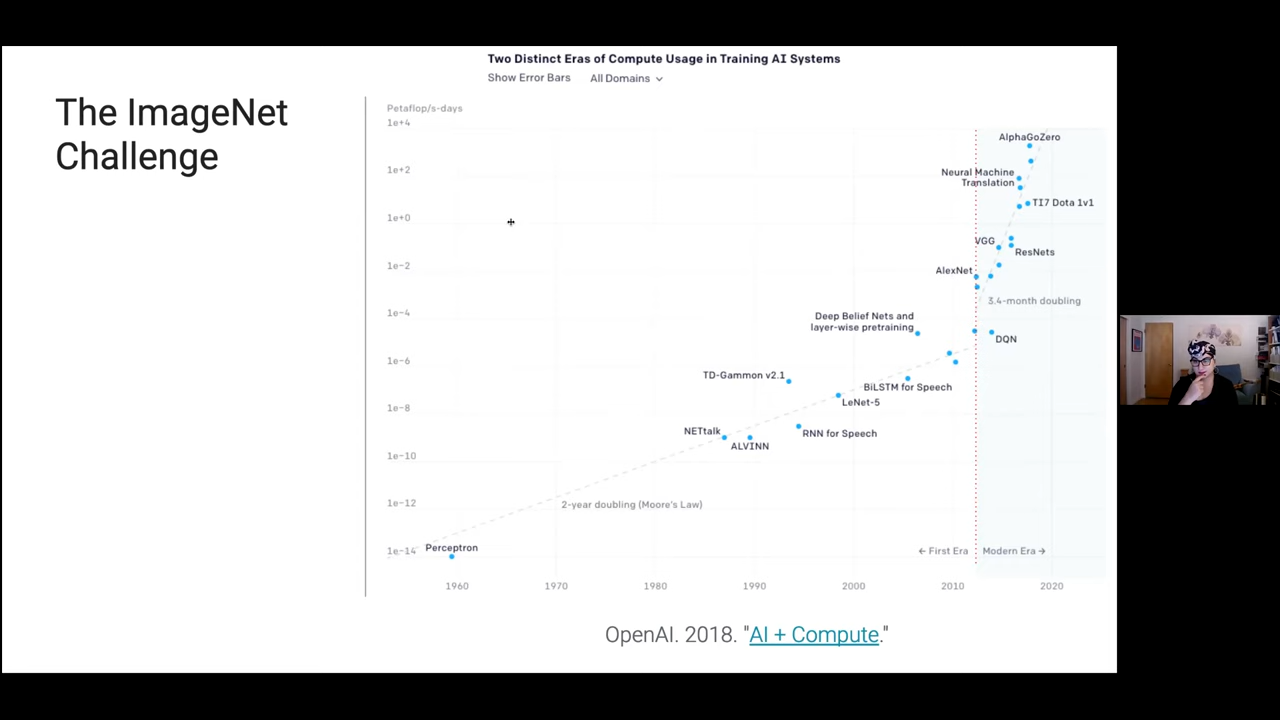 The ImageNet
Challenge
Two Distinct Eras of Compute Usage in Training AI Systems
Show Error Bars All Domains
Petaflop/s-days
1e+4
1e+2
1e+0
1e-2
1e-4
1e-6
1e-8
1e-10
1e-12
1e-14
AlphaGoZero
Neural Machine
Translation
TI7 Dota 1v1
VGG
ResNets
AlexNet
3.4-month doubling
Deep Belief Nets and
layer-wise pretraining
DQN
TD-Gammon v2.1
BiLSTM for Speech
LeNet-5
NETtalk
ALVINN
RNN for Speech
2-year doubling (Moore's Law)
Perceptron
← First Era Modern Era →
1960 1970 1980 1990 2000 2010 2020
OpenAI. 2018. "AI + Compute."